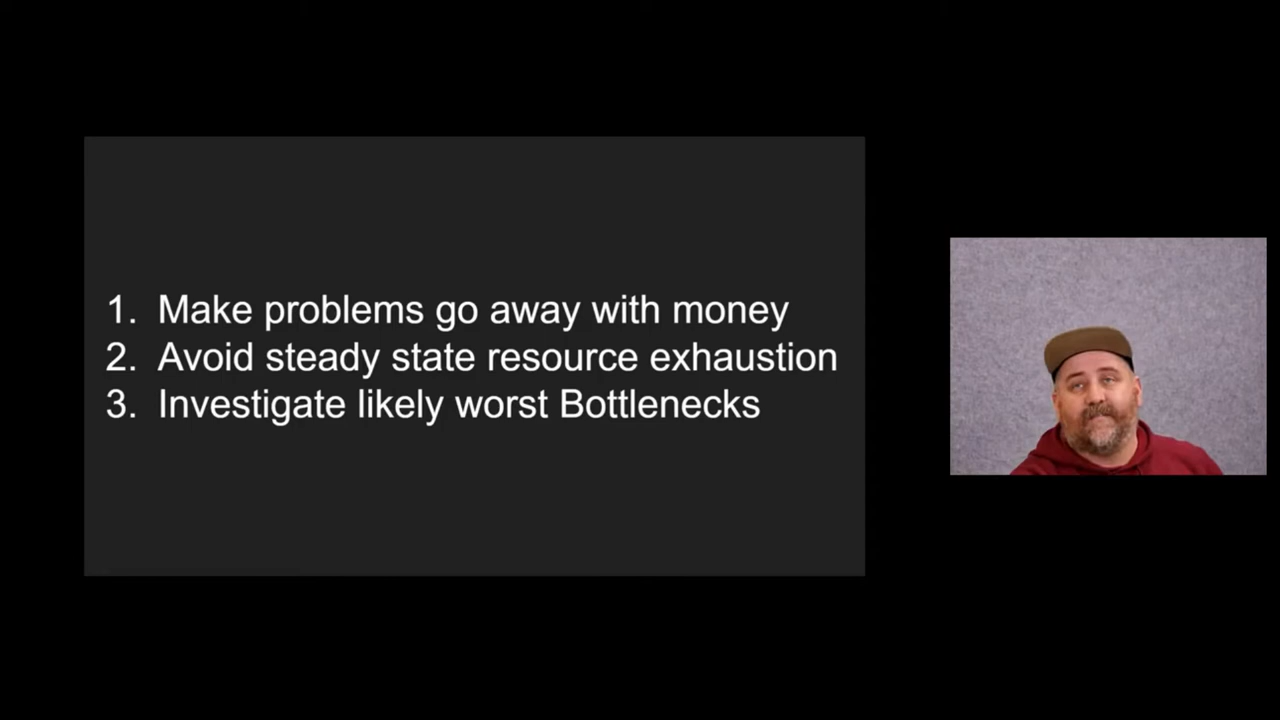 1. Make problems go away with money
2. Avoid steady state resource exhaustion
3. Investigate likely worst Bottlenecks